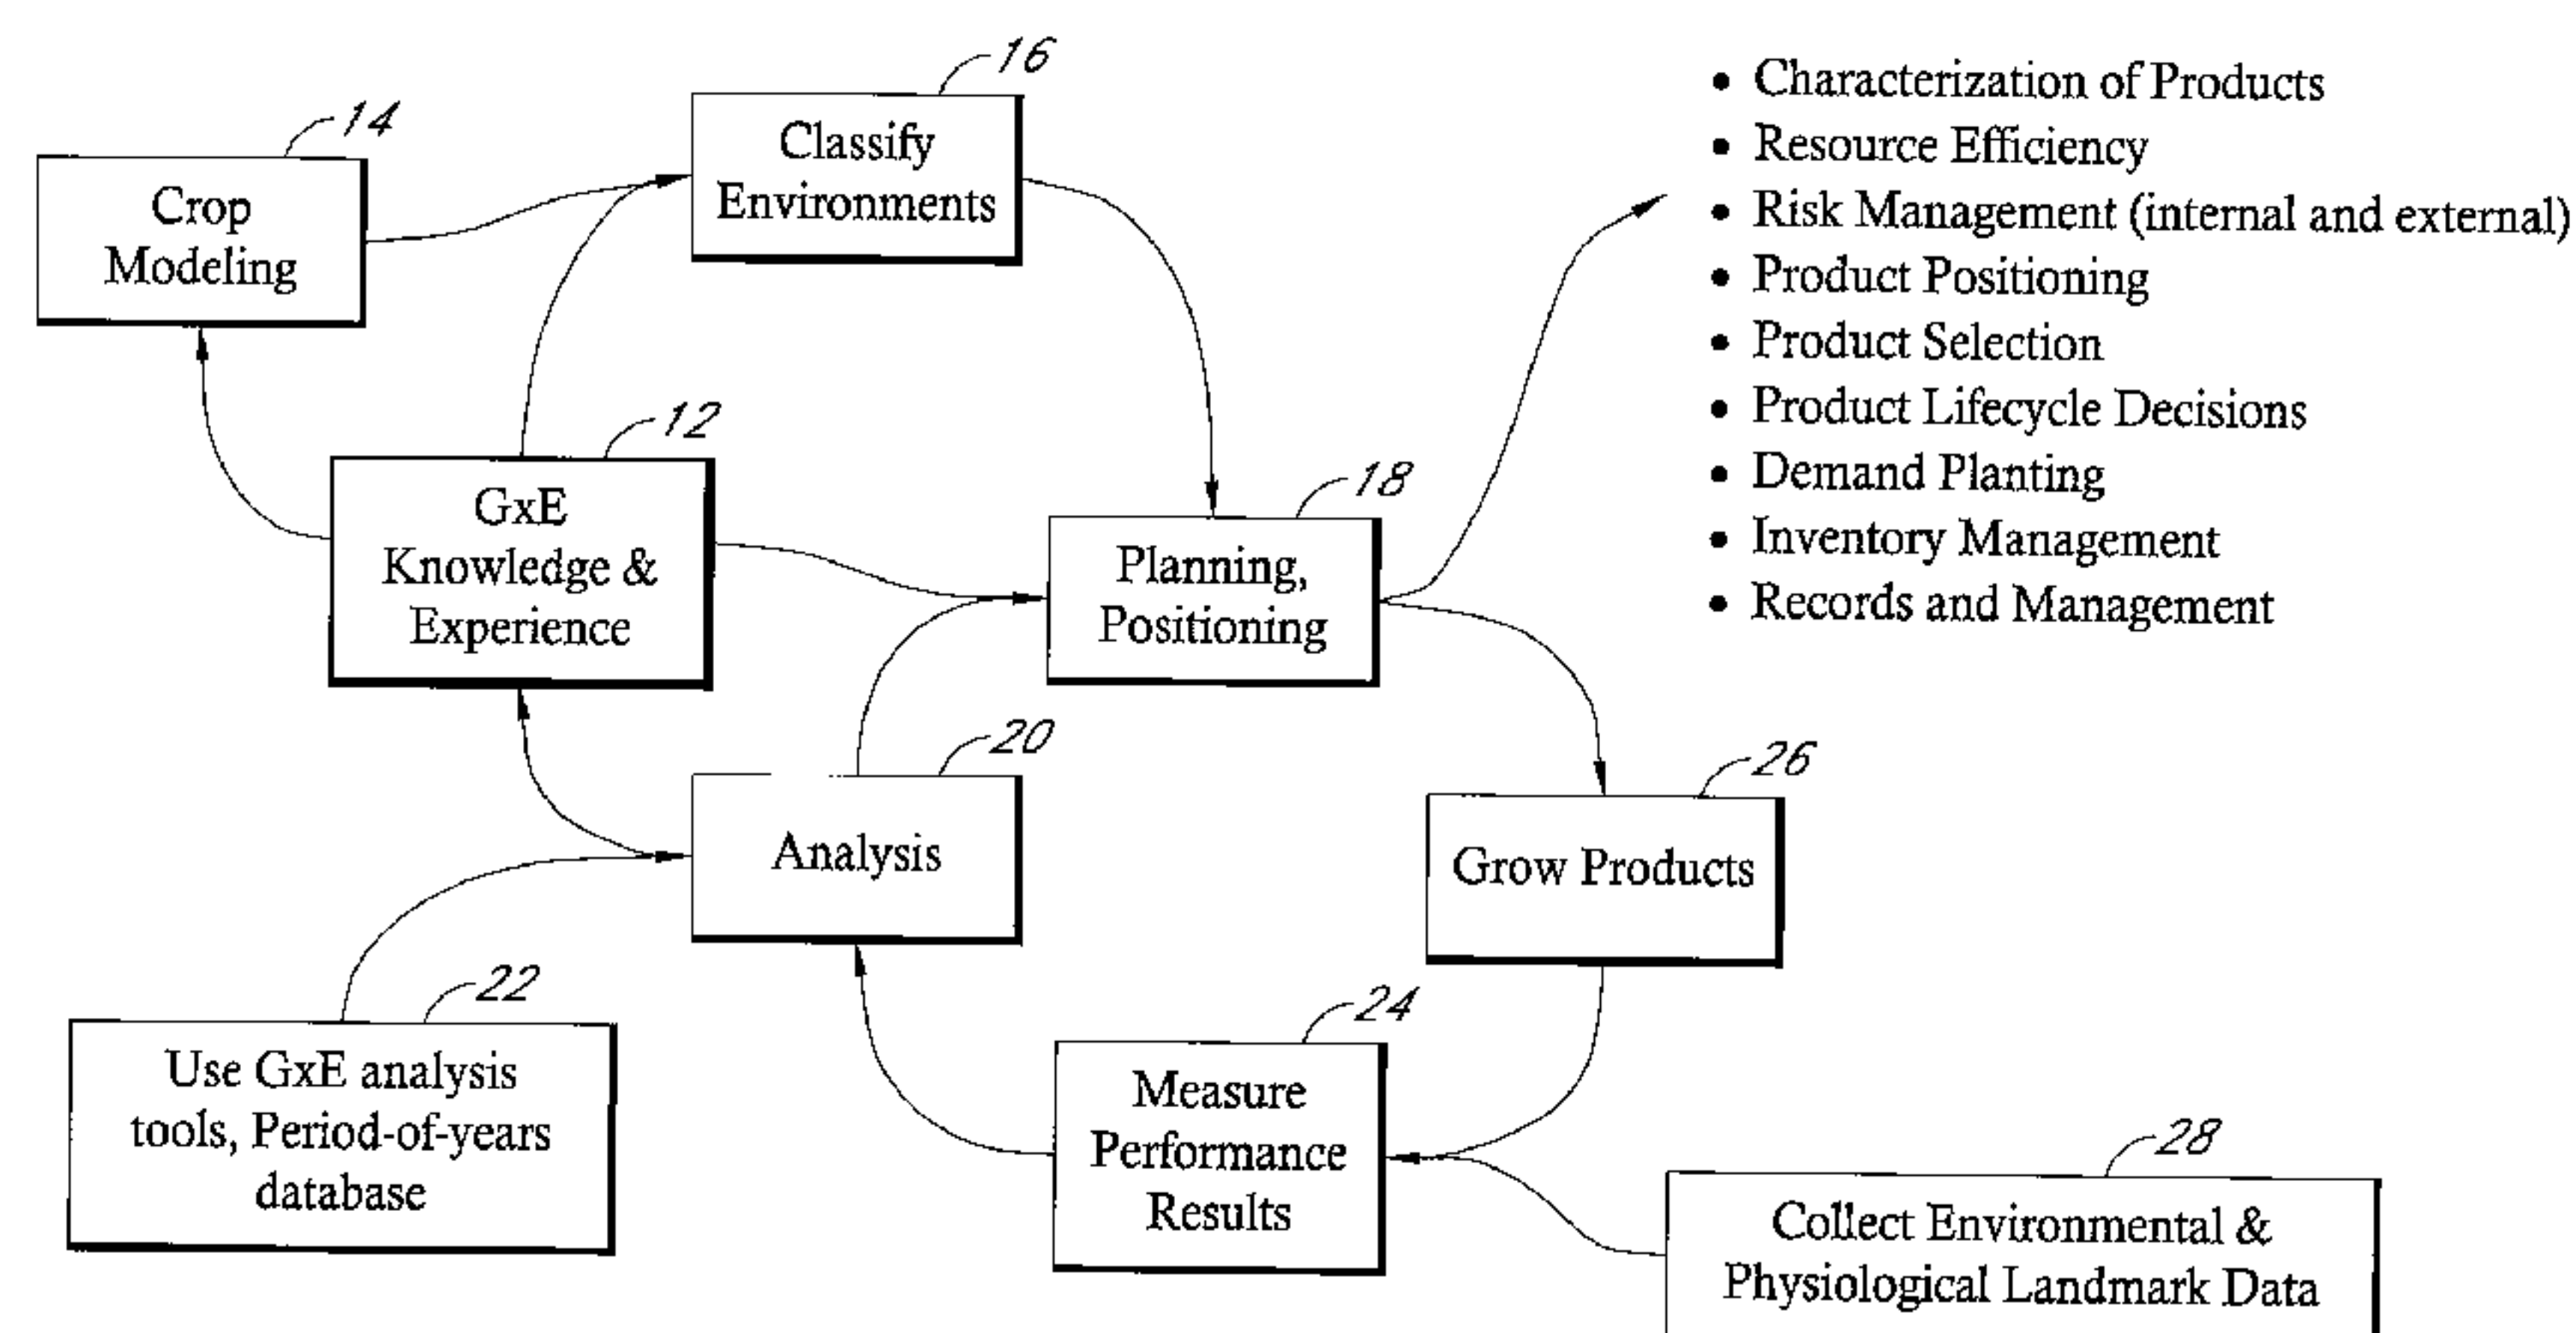 16
14
Classify
Environments
Crop
Modeling
• Characterization of Products
• Resource Efficiency
• Risk Management (internal and external)
• Product Positioning
• Product Selection
• Product Lifecycle Decisions
• Demand Planting
• Inventory Management
• Records and Management
12
GxE
Knowledge &
Experience
18
Planning,
Positioning
20
Analysis
26
Grow Products
22
Use GxE analysis
tools, Period-of-years
database
24
Measure
Performance
Results
28
Collect Environmental &
Physiological Landmark Data